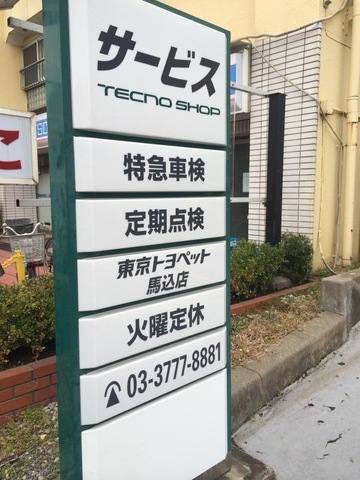 サービス
TECNO SHOP
特急車検
定期点検
東京トヨペット
馬込店
火曜定休
03-3777-8881
こ